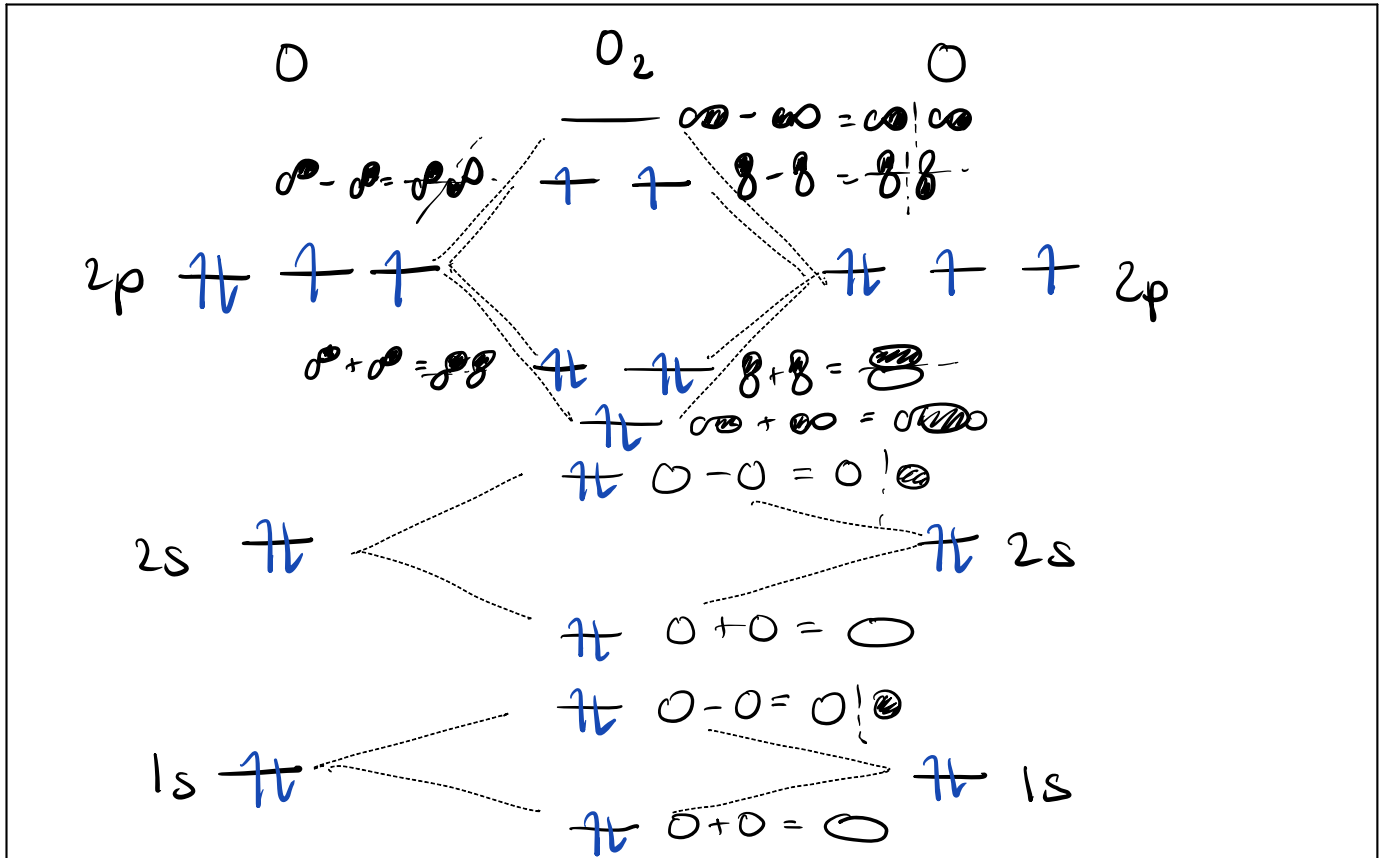 O O₂ O
2p 2p
2s 2s
O - O = O
O + O = O
O - O = O
1s 1s
O + O = O